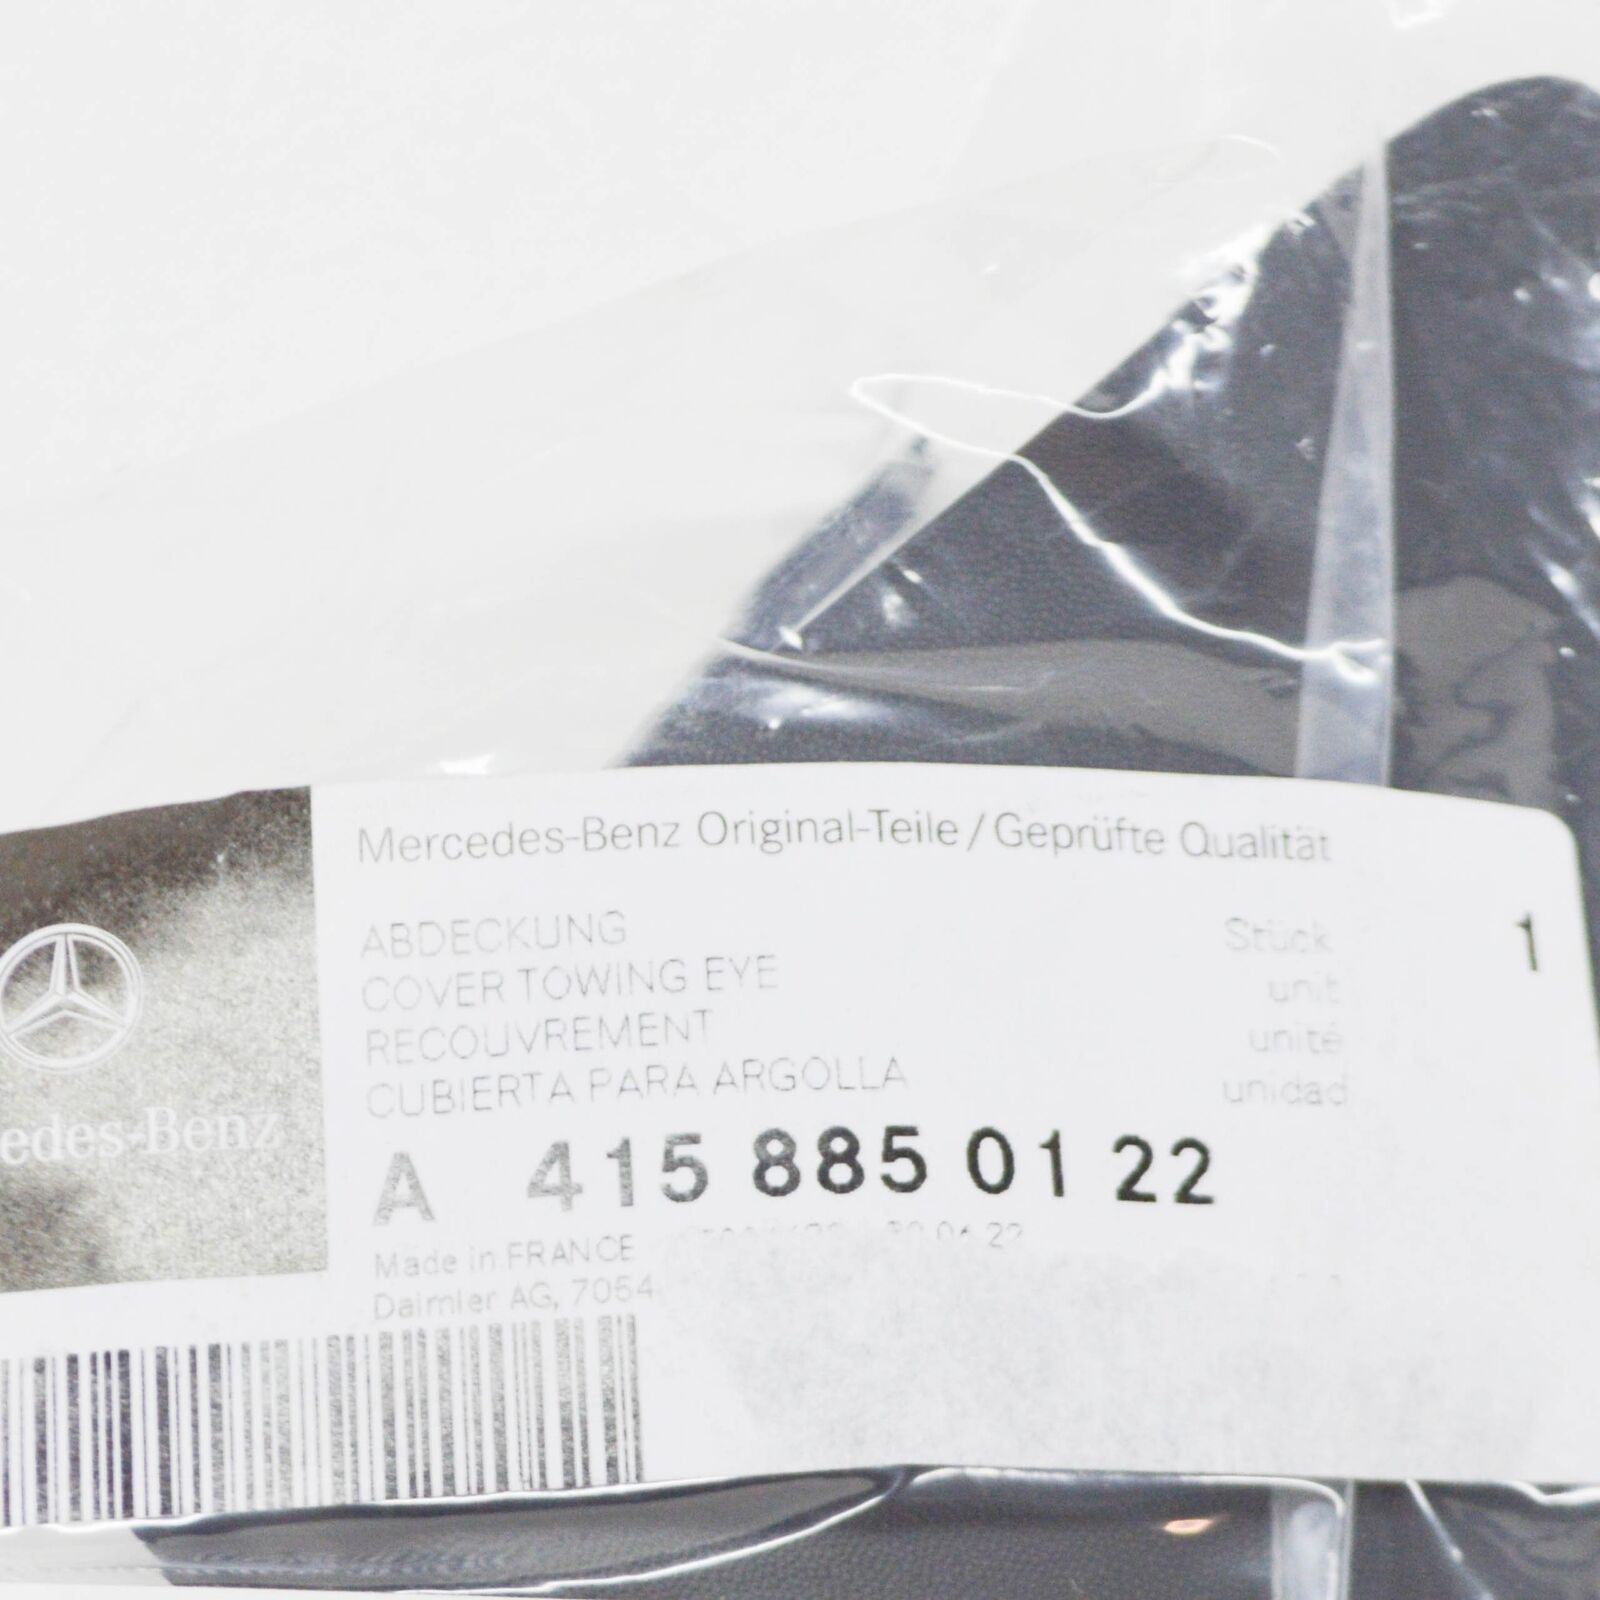 Mercedes-Benz Original-Teile / Geprüfte Qualität
ABDECKUNG Stück 1
COVER TOWING EYE unit
RECOUVREMENT unité
CUBIERTA PARA ARGOLLA unidad
edes-Benz
A 415 885 01 22
Made in FRANCE
Daimler AG, 7054